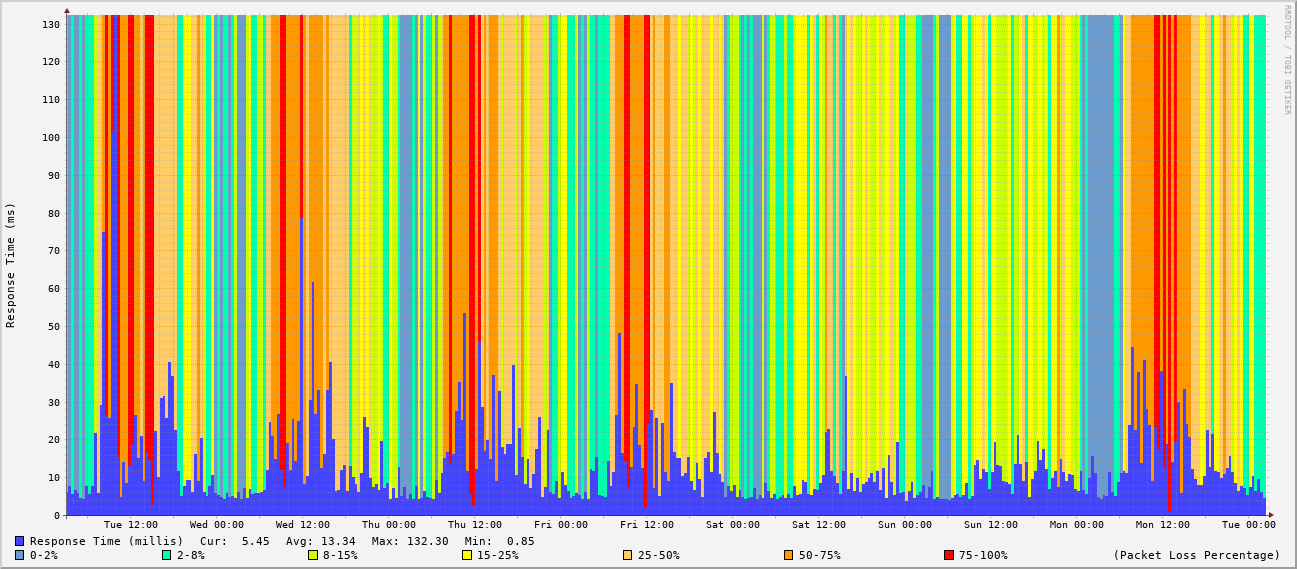 RRDTOOL / TOBI OETIKER
Response Time (ms)
130
120
110
100
90
80
70
60
50
40
30
20
10
0
Tue 12:00 Wed 00:00 Wed 12:00 Thu 00:00 Thu 12:00 Fri 00:00 Fri 12:00 Sat 00:00 Sat 12:00 Sun 00:00 Sun 12:00 Mon 00:00 Mon 12:00 Tue 00:00
Response Time (millis) Cur: 5.45 Avg: 13.34 Max: 132.30 Min: 0.85
0-2% 2-8% 8-15% 15-25% 25-50% 50-75% 75-100% (Packet Loss Percentage)